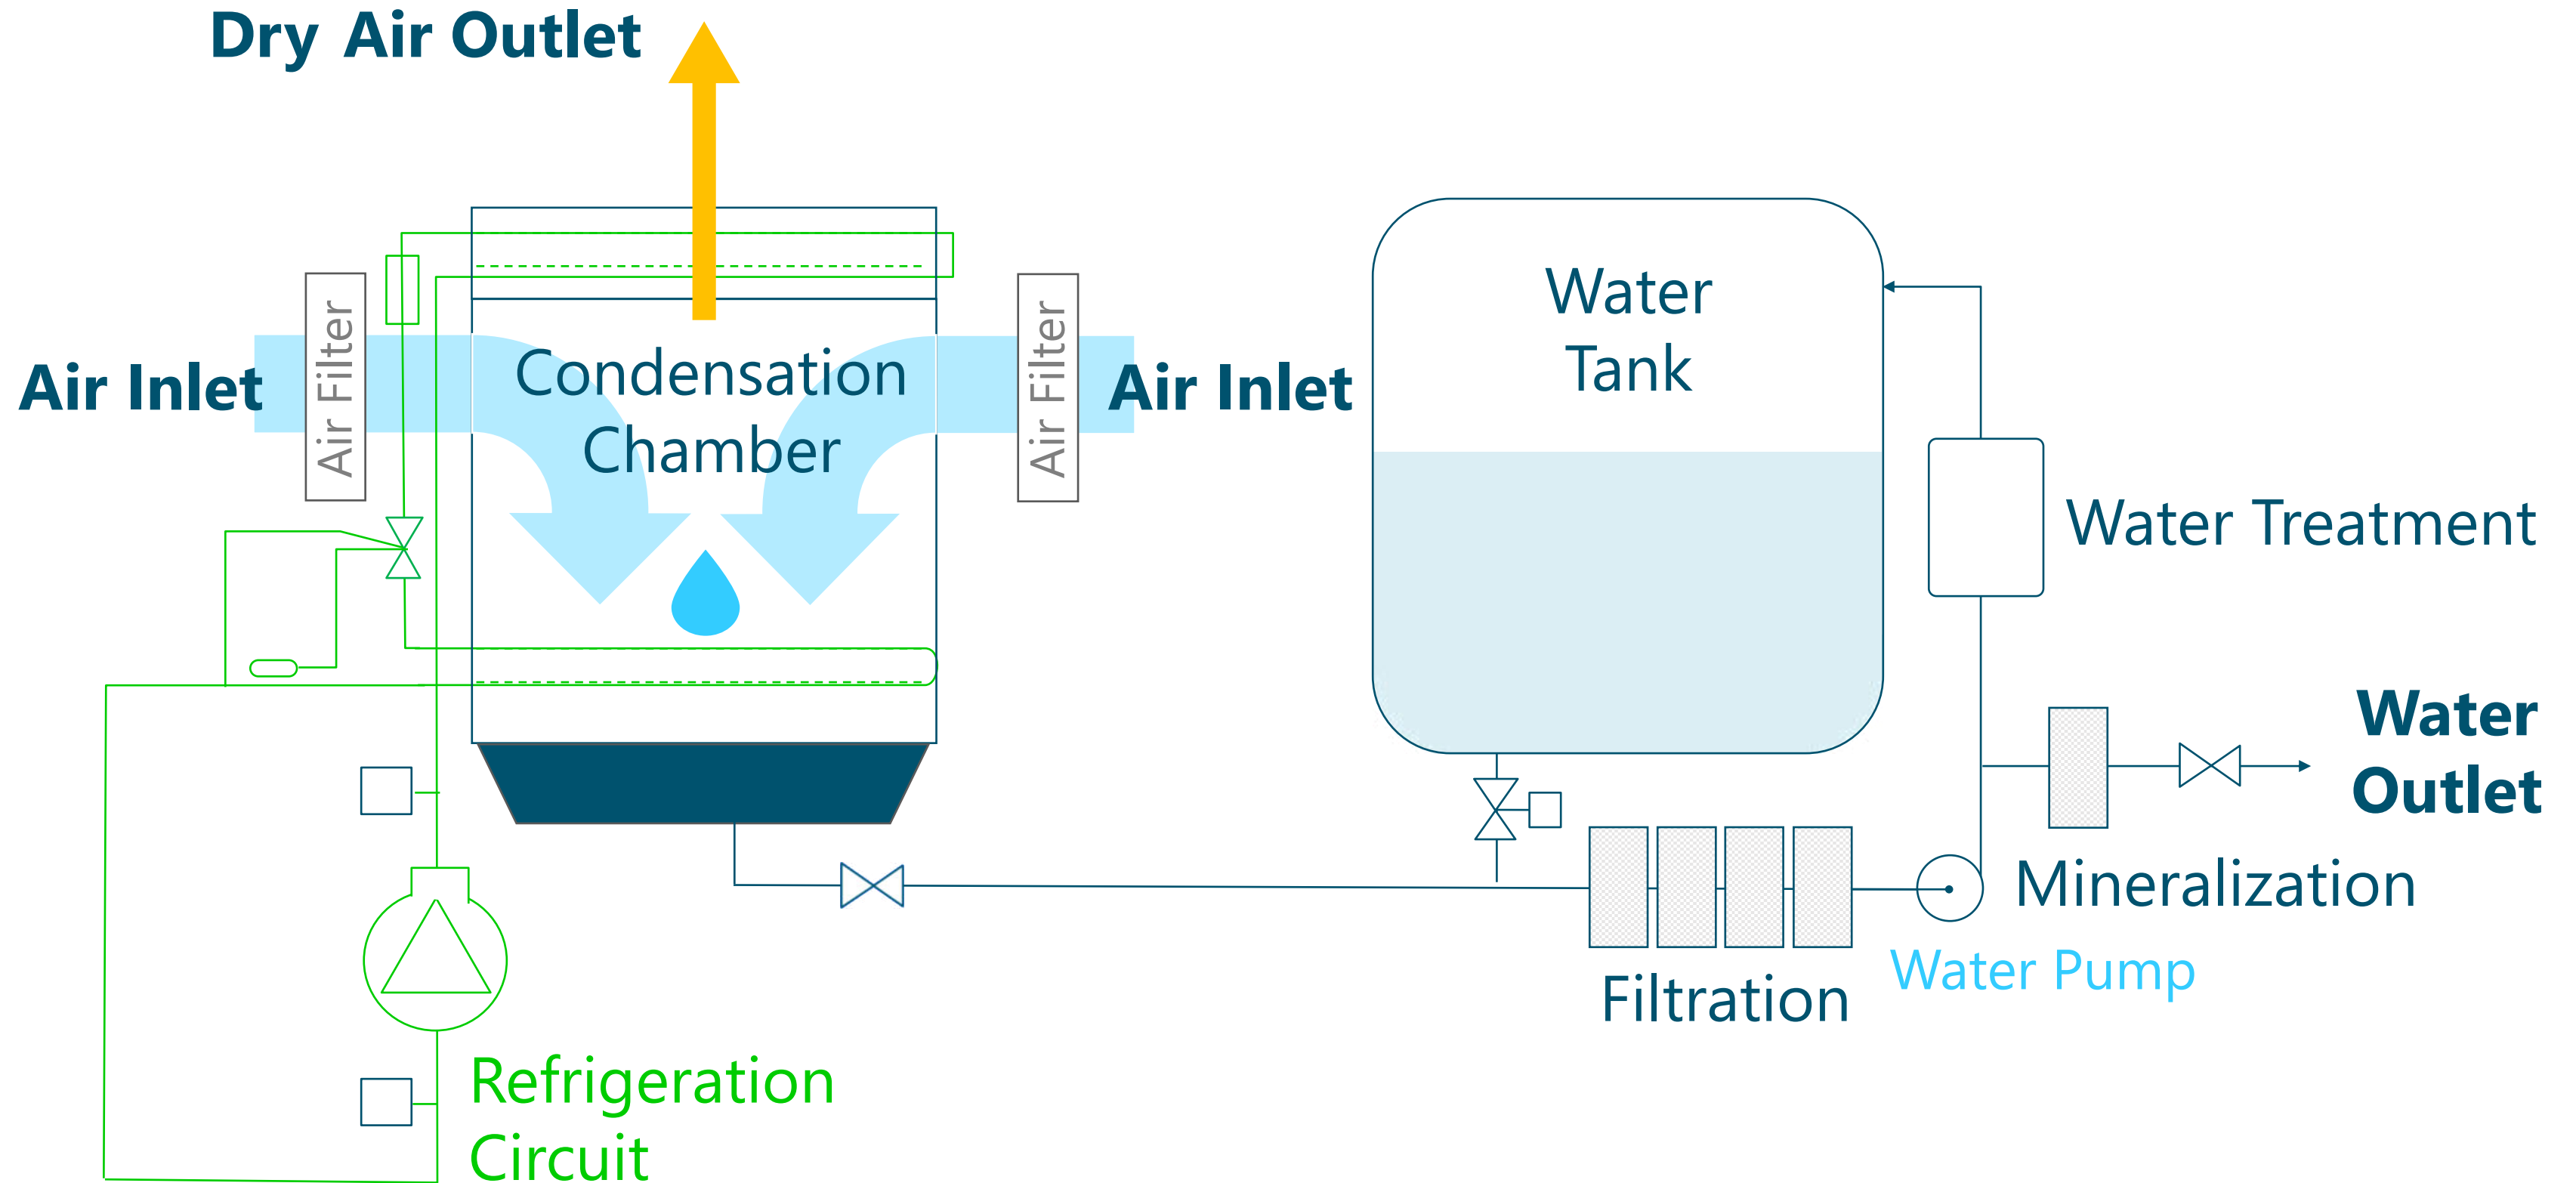 Dry Air Outlet
Air Filter
Air Inlet
Condensation
Chamber
Air Filter
Air Inlet
Water
Tank
Water Treatment
Water
Outlet
Mineralization
Water Pump
Filtration
Refrigeration
Circuit